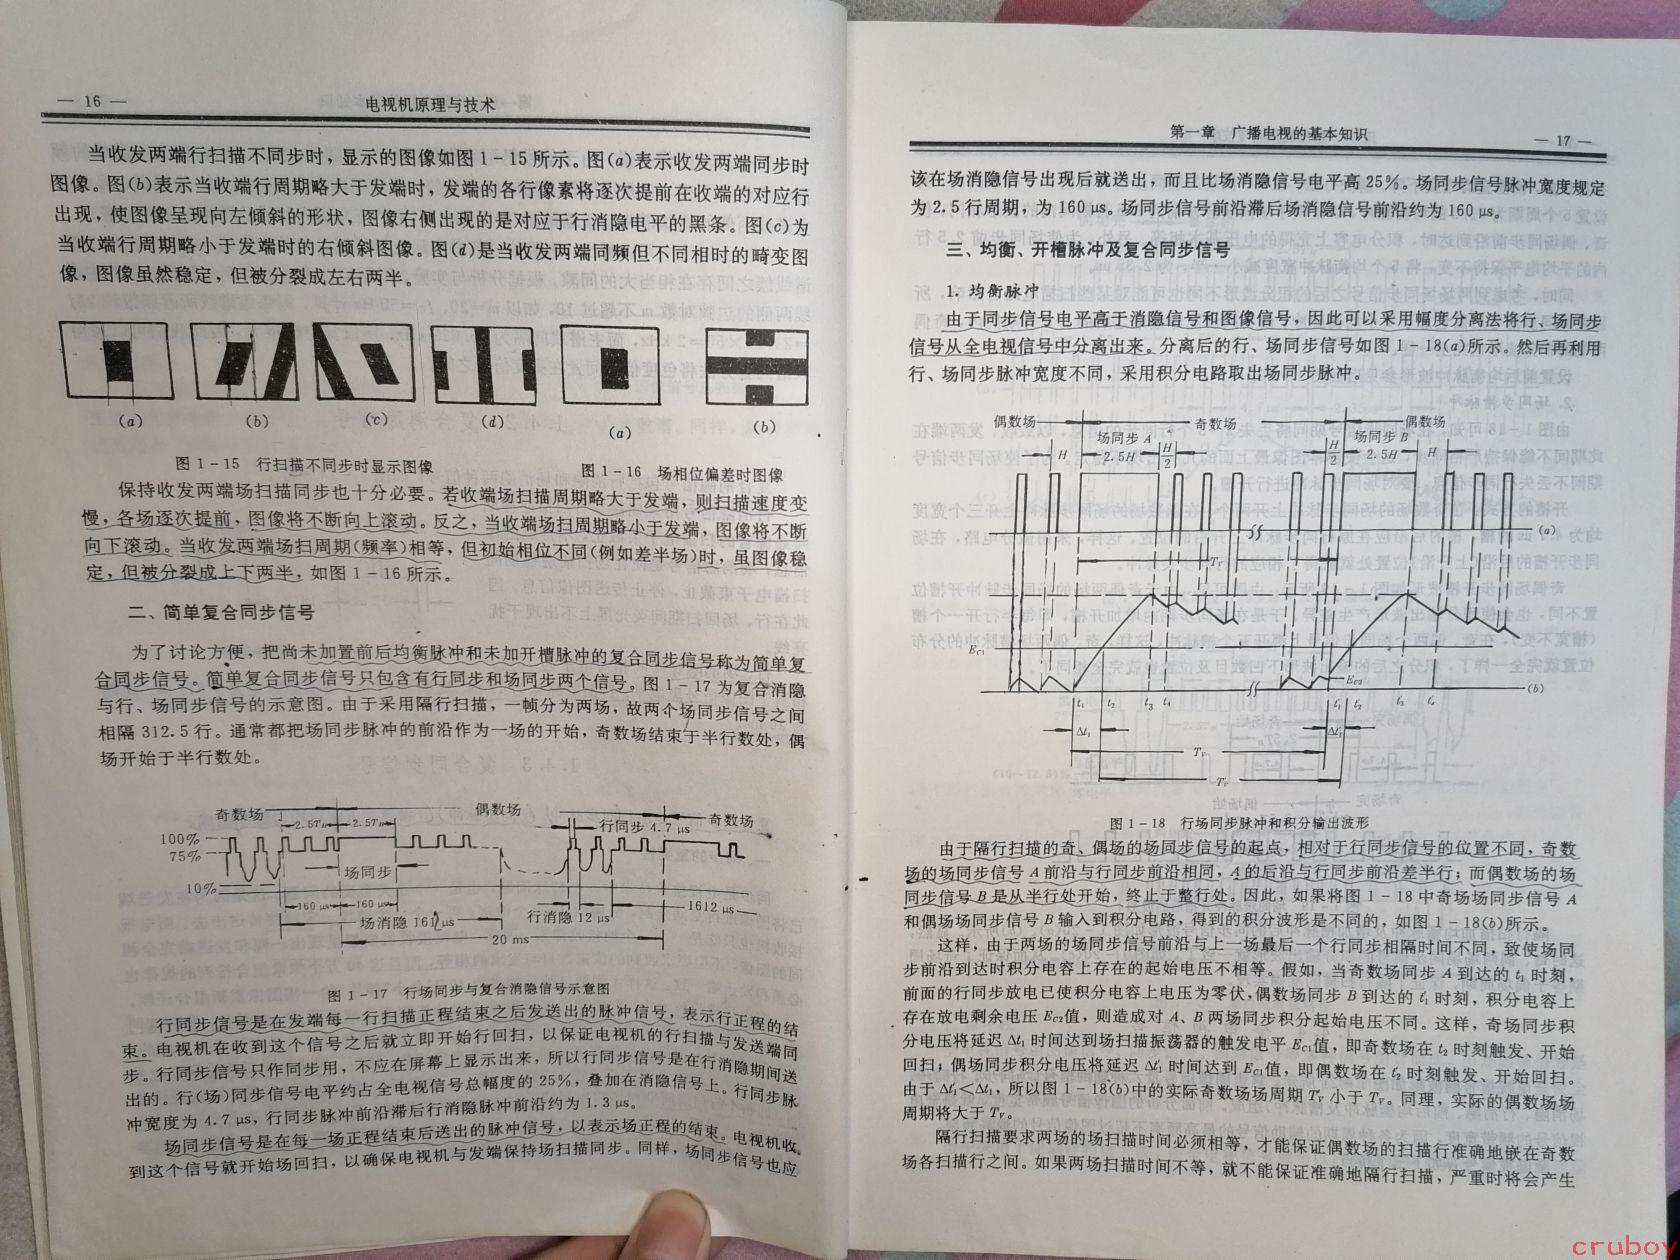 — 16 —
电视机原理与技术
当收发两端行扫描不同步时，显示的图像如图1-15所示。图(a)表示收发两端同步时
图像。图(b)表示当收端行周期略大于发端时，发端的各行像素将逐次提前在收端的对应行
出现，使图像呈现向左倾斜的形状，图像右侧出现的是对应于行消隐电平的黑条。图(c)为
当收端行周期略小于发端时的右倾斜图像。图(d)是当收发两端同频但不同相时的畸变图
像，图像虽然稳定，但被分裂成左右两半。
(a) (b) (c) (d) (a) (b)
图1-15 行扫描不同步时显示图像
图1-16 场相位偏差时图像
保持收发两端场扫描同步也十分必要。若收端场扫描周期略大于发端，则扫描速度变
慢，各场逐次提前，图像将不断向上滚动。反之，当收端场扫周期略小于发端，图像将不断
向下滚动。当收发两端场扫周期(频率)相等，但初始相位不同(例如差半场)时，虽图像稳
定，但被分裂成上下两半，如图1-16所示。
二、简单复合同步信号
为了讨论方便，把尚未加置前后均衡脉冲和未加开槽脉冲的复合同步信号称为简单复
合同步信号。简单复合同步信号只包含有行同步和场同步两个信号。图1-17为复合消隐
与行、场同步信号的示意图。由于采用隔行扫描，一帧分为两场，故两个场同步信号之间
相隔312.5行。通常都把场同步脉冲的前沿作为一场的开始，奇数场结束于半行数处，偶
场开始于半行数处。
奇数场 偶数场 奇数场
2.5T_H 2.5T_H 行同步 4.7 μs
100%
75%
10%
场同步
160 μs 160 μs 1612 μs
场消隐 1612 μs 行消隐 12 μs
20 ms
图1-17 行场同步与复合消隐信号示意图
行同步信号是在发端每一行扫描正程结束之后发送出的脉冲信号，表示行正程的结
束。电视机在收到这个信号之后就立即开始行回扫，以保证电视机的行扫描与发送端同
步。行同步信号只作同步用，不应在屏幕上显示出来，所以行同步信号是在行消隐期间送
出的。行(场)同步信号电平约占全电视信号总幅度的25%，叠加在消隐信号上。行同步脉
冲宽度为4.7 μs，行同步脉冲前沿滞后行消隐脉冲前沿约为1.3 μs。
场同步信号是在每一场正程结束后送出的脉冲信号，以表示场正程的结束。电视机收
到这个信号就开始场回扫，以确保电视机与发端保持场扫描同步。同样，场同步信号也应
第一章 广播电视的基本知识
— 17 —
该在场消隐信号出现后就送出，而且比场消隐信号电平高25%。场同步信号脉冲宽度规定
为2.5行周期，为160 μs。场同步信号前沿滞后场消隐信号前沿约为160 μs。
三、均衡、开槽脉冲及复合同步信号
1. 均衡脉冲
由于同步信号电平高于消隐信号和图像信号，因此可以采用幅度分离法将行、场同步
信号从全电视信号中分离出来。分离后的行、场同步信号如图1-18(a)所示。然后再利用
行、场同步脉冲宽度不同，采用积分电路取出场同步脉冲。
偶数场 奇数场 偶数场
场同步 A 场同步 B
H 2.5H H/2 H/2 2.5H H
(a)
T_V
E_C1
E_C2
(b)
t₁ t₂ t₃ t₄ t₁′ t₂′ t₃ t₄
Δt₁ Δt₁′
T_V
T_V
图1-18 行场同步脉冲和积分输出波形
由于隔行扫描的奇、偶场的场同步信号的起点，相对于行同步信号的位置不同，奇数
场的场同步信号 A 前沿与行同步前沿相同，A 的后沿与行同步前沿差半行；而偶数场的场
同步信号 B 是从半行处开始，终止于整行处。因此，如果将图1-18中奇场场同步信号 A
和偶场场同步信号 B 输入到积分电路，得到的积分波形是不同的，如图1-18(b)所示。
这样，由于两场的场同步信号前沿与上一场最后一个行同步相隔时间不同，致使场同
步前沿到达时积分电容上存在的起始电压不相等。假如，当奇数场同步 A 到达的 t₁ 时刻，
前面的行同步放电已使积分电容上电压为零伏，偶数场同步 B 到达的 t₁′ 时刻，积分电容上
存在放电剩余电压 E_C2值，则造成对 A、B 两场同步积分起始电压不同。这样，奇场同步积
分电压将延迟 Δt₁ 时间达到场扫描振荡器的触发电平 E_C1值，即奇数场在 t₂ 时刻触发、开始
回扫；偶场同步积分电压将延迟 Δt₁′ 时间达到 E_C1值，即偶数场在 t₂′ 时刻触发、开始回扫。
由于 Δt₁′<Δt₁，所以图1-18(b)中的实际奇数场场周期 T_V 小于 T_V。同理，实际的偶数场场
周期将大于 T_V。
隔行扫描要求两场的场扫描时间必须相等，才能保证偶数场的扫描行准确地嵌在奇数
场各扫描行之间。如果两场扫描时间不等，就不能保证准确地隔行扫描，严重时将会产生
cruboy